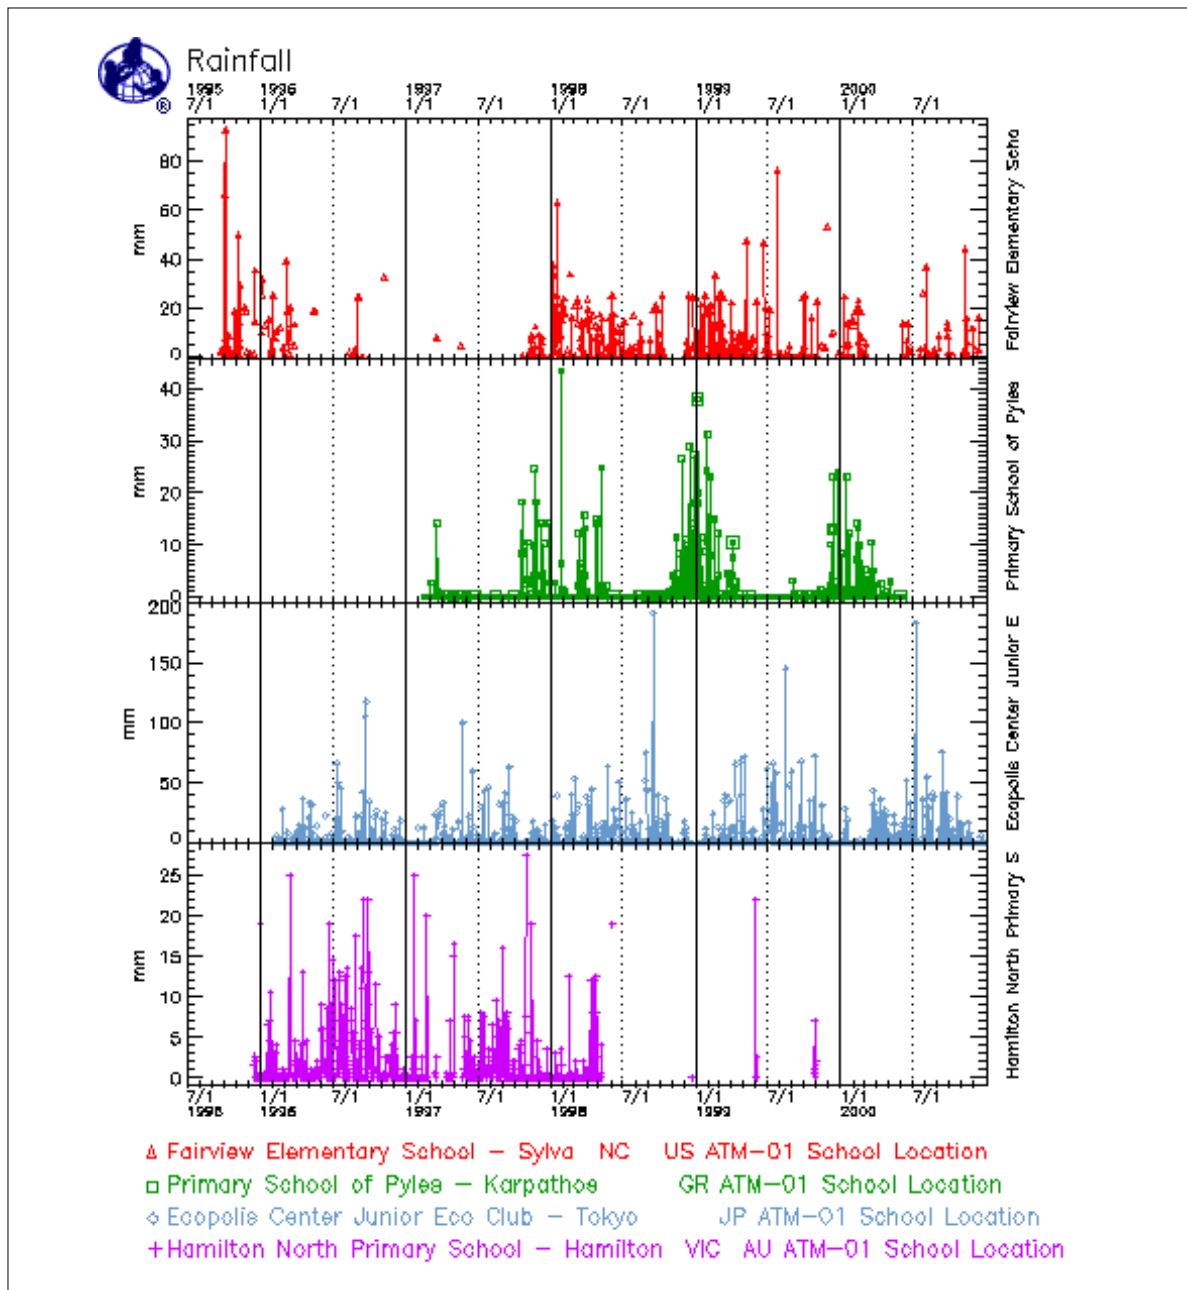 Rainfall
1995 1996 1997 1998 1999 2000
7/1 1/1 7/1 1/1 7/1 1/1 7/1 1/1 7/1 1/1 7/1
80
60
40
20
0
mm
Fairview Elementary Scho
40
30
20
10
0
mm
Primary School of Pyles
200
150
100
50
0
mm
Ecopolis Center Junior E
25
20
15
10
5
0
mm
Hamilton North Primary S
7/1 1/1 7/1 1/1 7/1 1/1 7/1 1/1 7/1 1/1 7/1
1995 1996 1997 1998 1999 2000
Fairview Elementary School – Sylva NC US ATM–01 School Location
Primary School of Pyles – Karpathos GR ATM–01 School Location
Ecopolis Center Junior Eco Club – Tokyo JP ATM–01 School Location
Hamilton North Primary School – Hamilton VIC AU ATM–01 School Location